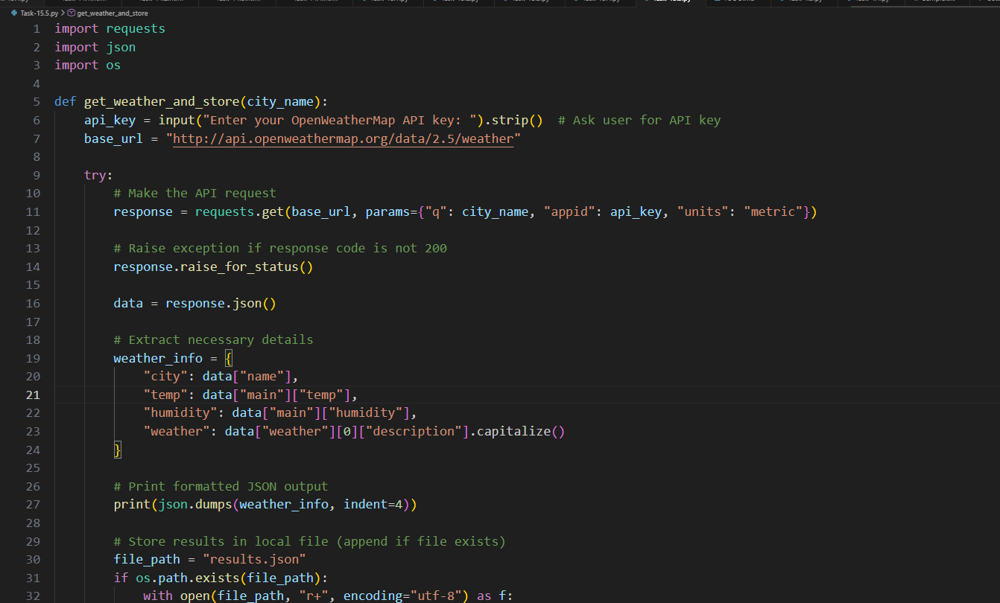 Task-15.5.py > get_weather_and_store
1 import requests
2 import json
3 import os
4
5 def get_weather_and_store(city_name):
6     api_key = input("Enter your OpenWeatherMap API key: ").strip()  # Ask user for API key
7     base_url = "http://api.openweathermap.org/data/2.5/weather"
8
9     try:
10         # Make the API request
11         response = requests.get(base_url, params={"q": city_name, "appid": api_key, "units": "metric"})
12
13         # Raise exception if response code is not 200
14         response.raise_for_status()
15
16         data = response.json()
17
18         # Extract necessary details
19         weather_info = {
20             "city": data["name"],
21             "temp": data["main"]["temp"],
22             "humidity": data["main"]["humidity"],
23             "weather": data["weather"][0]["description"].capitalize()
24         }
25
26         # Print formatted JSON output
27         print(json.dumps(weather_info, indent=4))
28
29         # Store results in local file (append if file exists)
30         file_path = "results.json"
31         if os.path.exists(file_path):
32             with open(file_path, "r+", encoding="utf-8") as f: